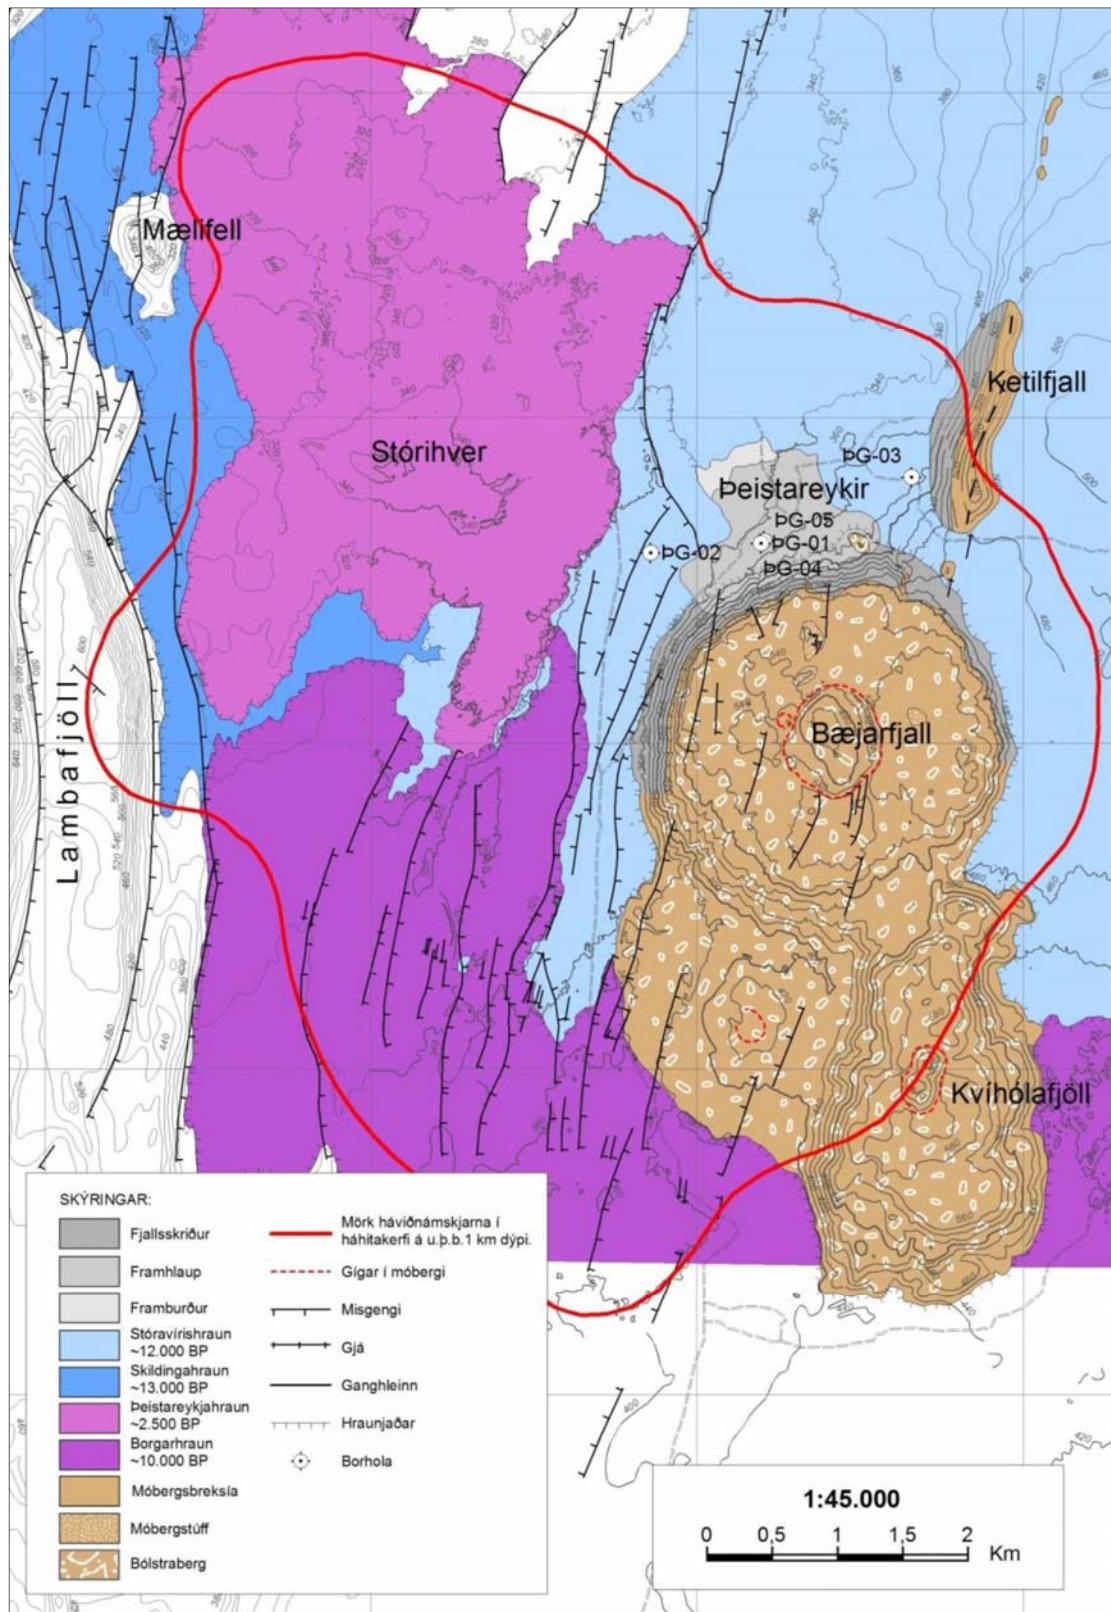 Mælifell
Ketilfjall
Stórihver
ÞG-03
Þeistareykir
ÞG-05
ÞG-02
ÞG-01
ÞG-04
Lambafjöll
Bæjarfjall
Kvíhólafjöll
SKÝRINGAR:
Fjallsskriður
Framhlaup
Framburður
Stóravírishraun
~12.000 BP
Skildingahraun
~13.000 BP
Þeistareykjahraun
~2.500 BP
Borgarhraun
~10.000 BP
Móbergsbreksía
Móbergstúff
Bólstraberg
Mörk háviðnámskjarna í
háhitakerfi á u.þ.b.1 km dýpi.
Gígar í móbergi
Misgengi
Gjá
Ganghleinn
Hraunjaðar
Borhola
1:45.000
0 0,5 1 1,5 2
Km